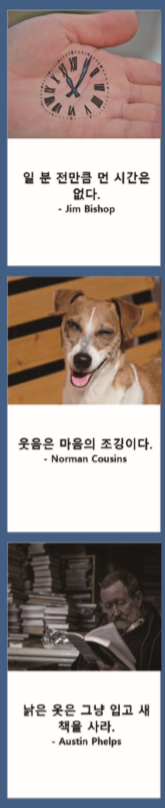 일 분 전만큼 먼 시간은
없다.
- Jim Bishop
웃음은 마음의 조깅이다.
- Norman Cousins
낡은 옷은 그냥 입고 새
책을 사라.
- Austin Phelps